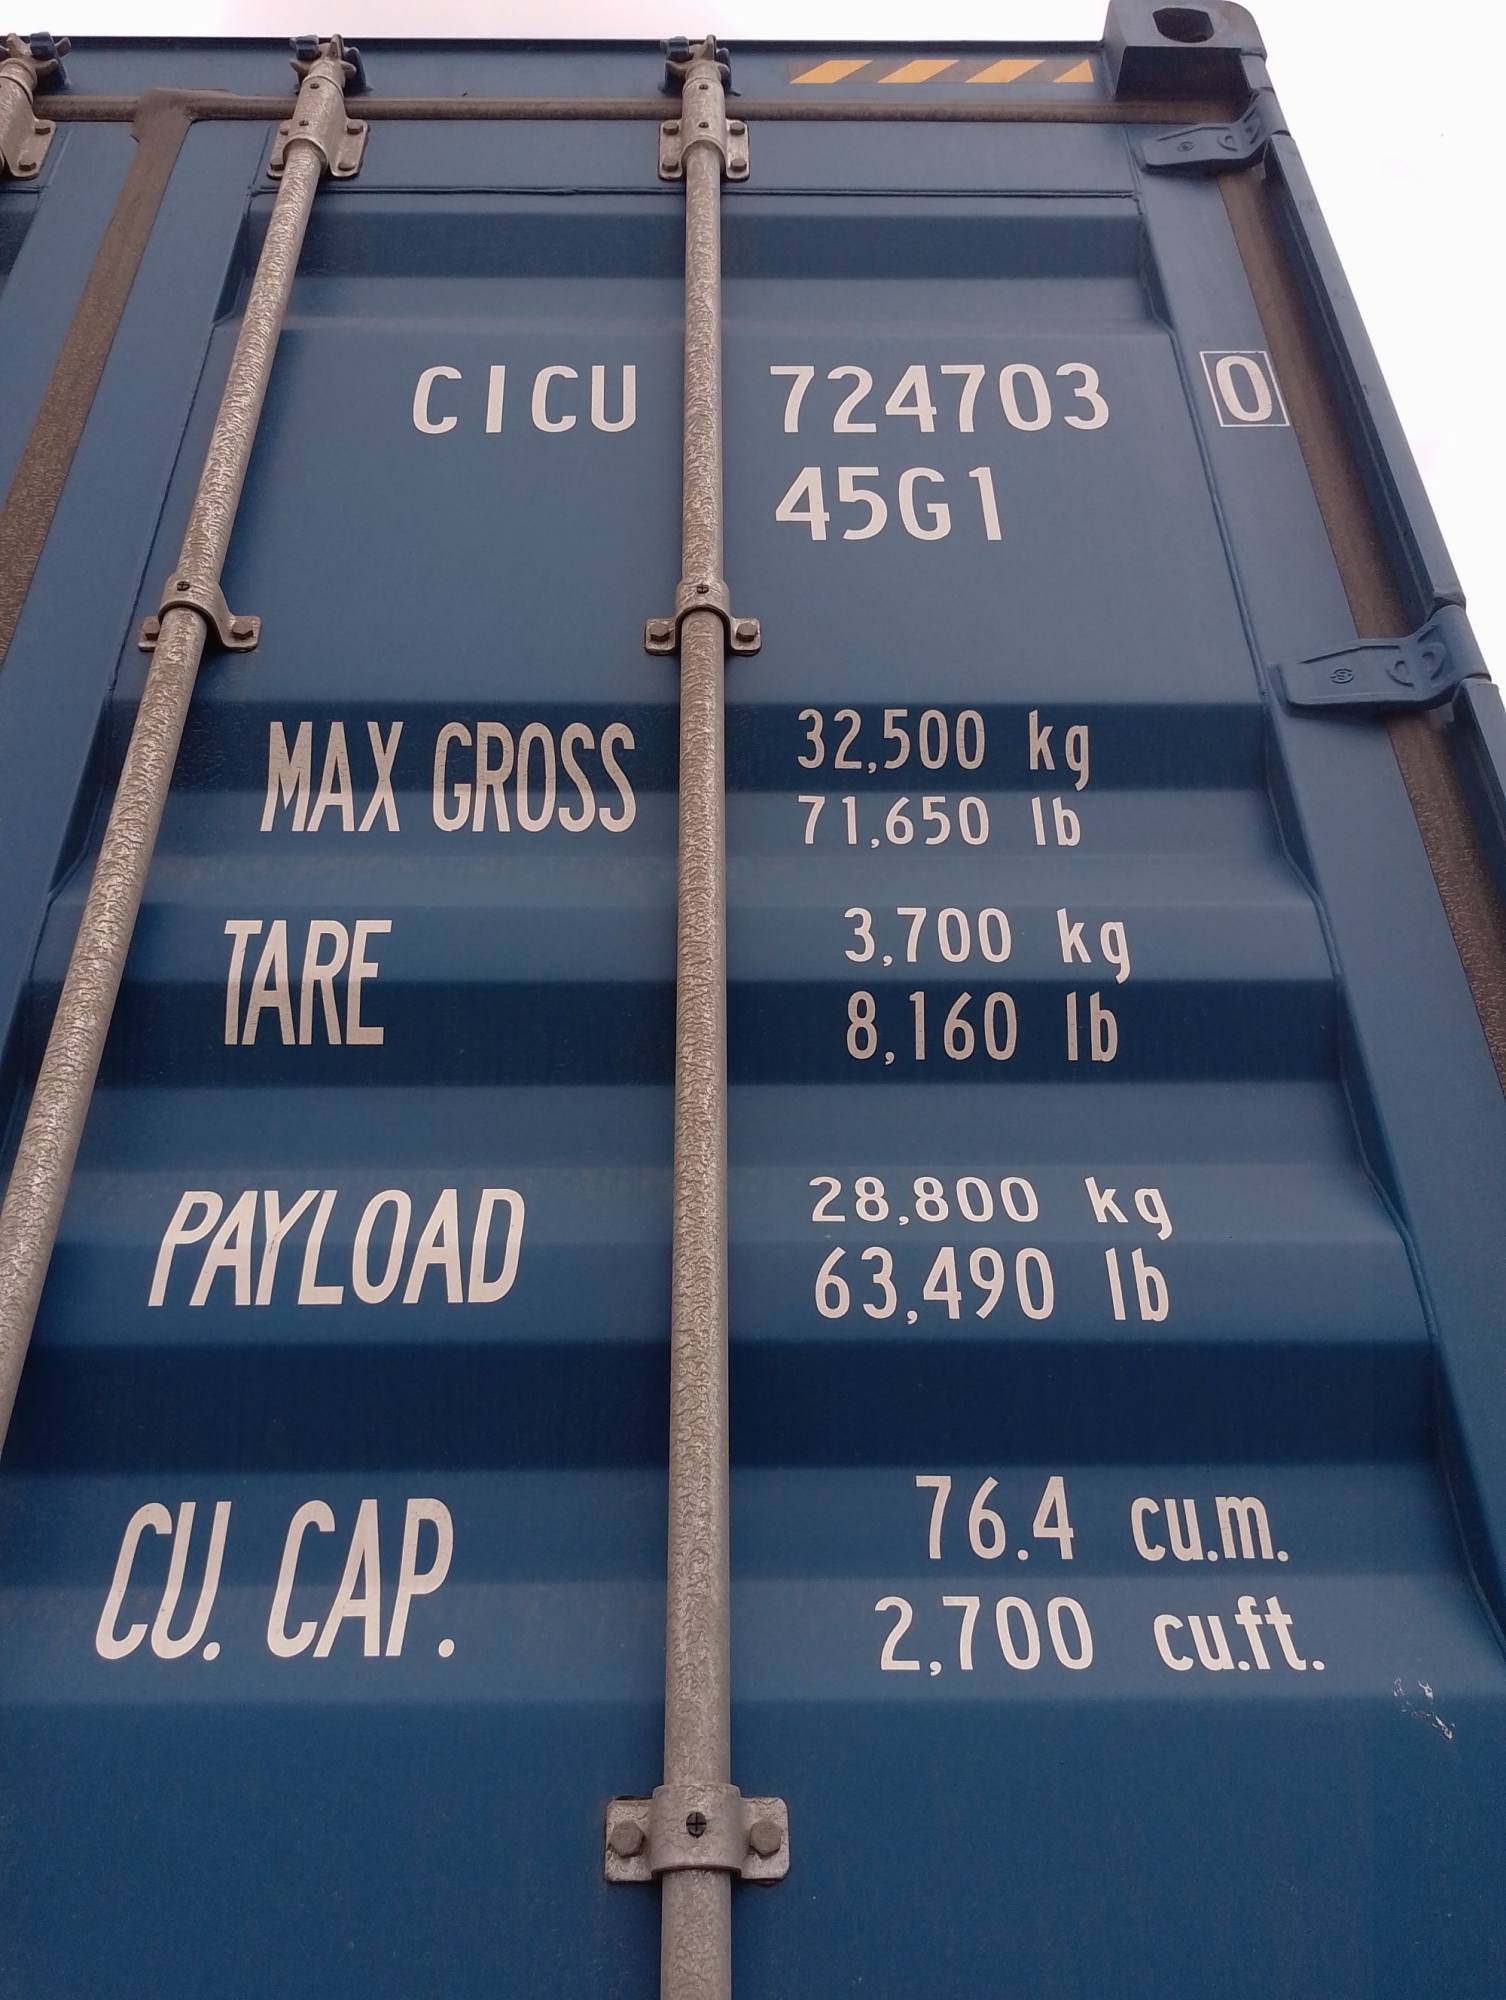 CICU 724703 0
45G1
MAX GROSS 32,500 kg
71,650 lb
TARE 3,700 kg
8,160 lb
PAYLOAD 28,800 kg
63,490 lb
CU. CAP. 76.4 cu.m.
2,700 cu.ft.